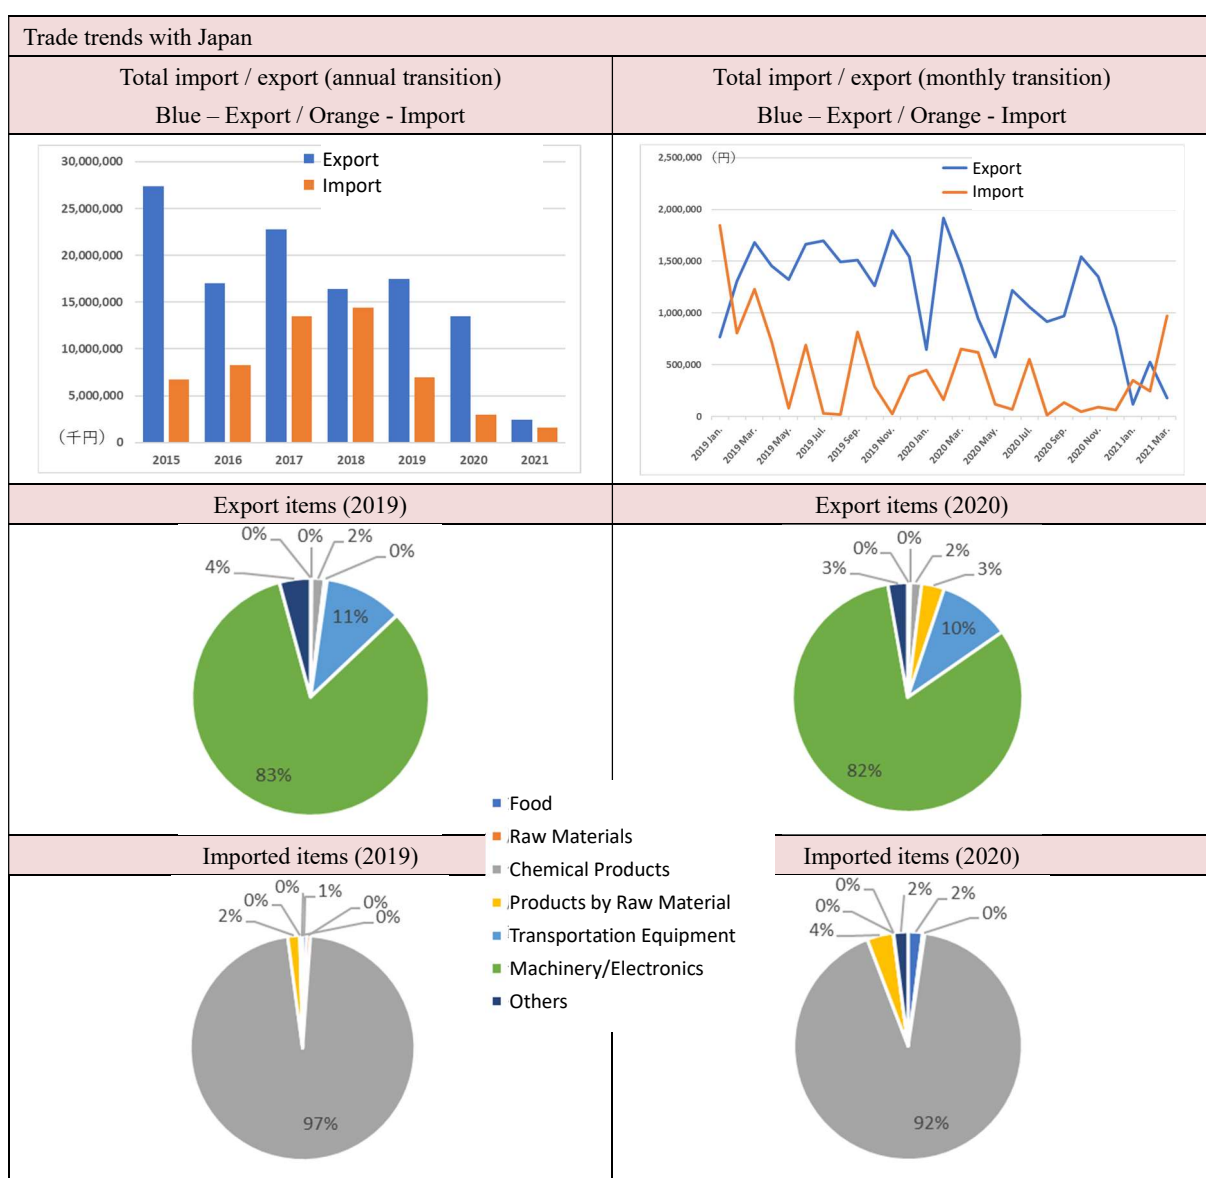 Trade trends with Japan
Total import / export (annual transition)
Blue – Export / Orange - Import
Total import / export (monthly transition)
Blue – Export / Orange - Import
30,000,000
25,000,000
20,000,000
15,000,000
10,000,000
5,000,000
0
(千円)
Export
Import
2015 2016 2017 2018 2019 2020 2021
2,500,000
(円)
2,000,000
1,500,000
1,000,000
500,000
0
Export
Import
2019 Jan. 2019 Mar. 2019 May. 2019 Jul. 2019 Sep. 2019 Nov. 2020 Jan. 2020 Mar. 2020 May. 2020 Jul. 2020 Sep. 2020 Nov. 2021 Jan. 2021 Mar.
Export items (2019)
Export items (2020)
0% 0% 2%
4% 0%
11%
83%
0%
0% 2%
3% 3%
10%
82%
Food
Raw Materials
Chemical Products
Products by Raw Material
Transportation Equipment
Machinery/Electronics
Others
Imported items (2019)
Imported items (2020)
0% 1%
0% 0%
2% 0%
97%
0% 2% 2%
0% 0%
4%
92%